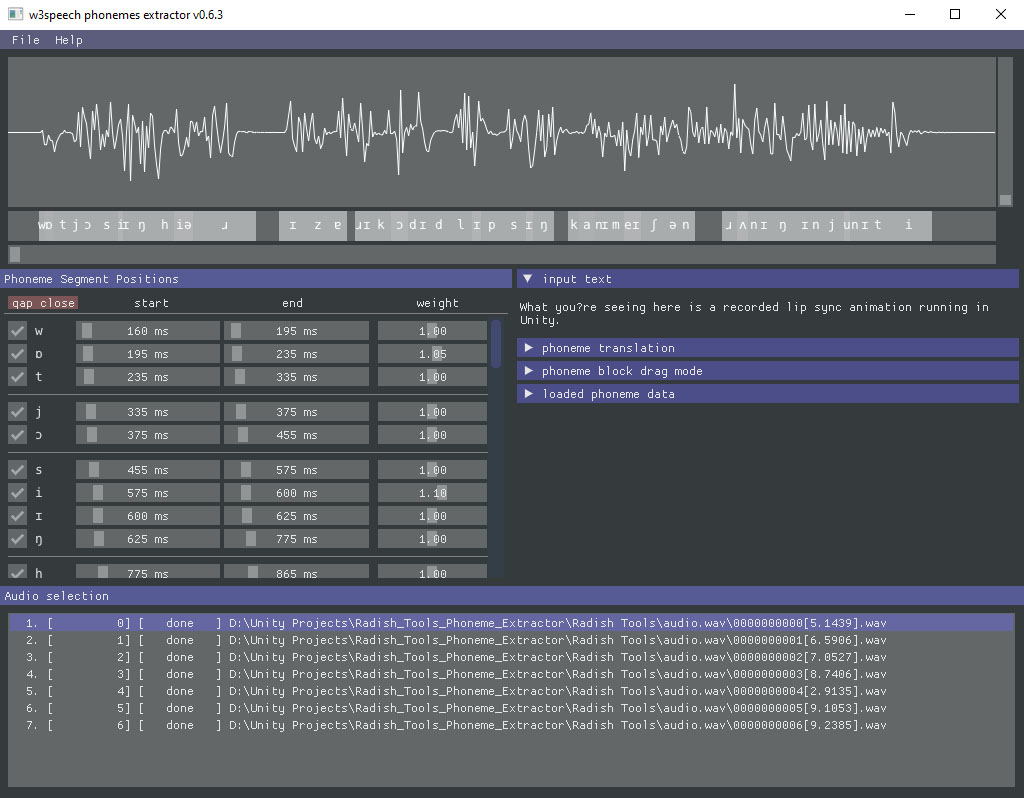 w3speech phonemes extractor v0.6.3
File Help
wɒ t j ɔ s i ɪ ŋ h i ə ɹ ɪ z ɐ ɹ ɪ k ɔ d ɪ d l ɪ p s ɪ ŋ k a n ɪ m e ɪ ʃ ə n ɹ ʌ n ɪ ŋ ɪ n j u n ɪ t i
Phoneme Segment Positions
gap close start end weight
w 160 ms 195 ms 1.00
ɒ 195 ms 235 ms 1.05
t 235 ms 335 ms 1.00
j 335 ms 375 ms 1.00
ɔ 375 ms 455 ms 1.00
s 455 ms 575 ms 1.00
i 575 ms 600 ms 1.10
ɪ 600 ms 625 ms 1.00
ŋ 625 ms 775 ms 1.00
h 775 ms 865 ms 1.00
input text
What you?re seeing here is a recorded lip sync animation running in
Unity.
phoneme translation
phoneme block drag mode
loaded phoneme data
Audio selection
1. [ 0] [ done ] D:\Unity Projects\Radish_Tools_Phoneme_Extractor\Radish Tools\audio.wav\0000000000[5.1439].wav
2. [ 1] [ done ] D:\Unity Projects\Radish_Tools_Phoneme_Extractor\Radish Tools\audio.wav\0000000001[6.5906].wav
3. [ 2] [ done ] D:\Unity Projects\Radish_Tools_Phoneme_Extractor\Radish Tools\audio.wav\0000000002[7.0527].wav
4. [ 3] [ done ] D:\Unity Projects\Radish_Tools_Phoneme_Extractor\Radish Tools\audio.wav\0000000003[8.7406].wav
5. [ 4] [ done ] D:\Unity Projects\Radish_Tools_Phoneme_Extractor\Radish Tools\audio.wav\0000000004[2.9135].wav
6. [ 5] [ done ] D:\Unity Projects\Radish_Tools_Phoneme_Extractor\Radish Tools\audio.wav\0000000005[9.1053].wav
7. [ 6] [ done ] D:\Unity Projects\Radish_Tools_Phoneme_Extractor\Radish Tools\audio.wav\0000000006[9.2385].wav